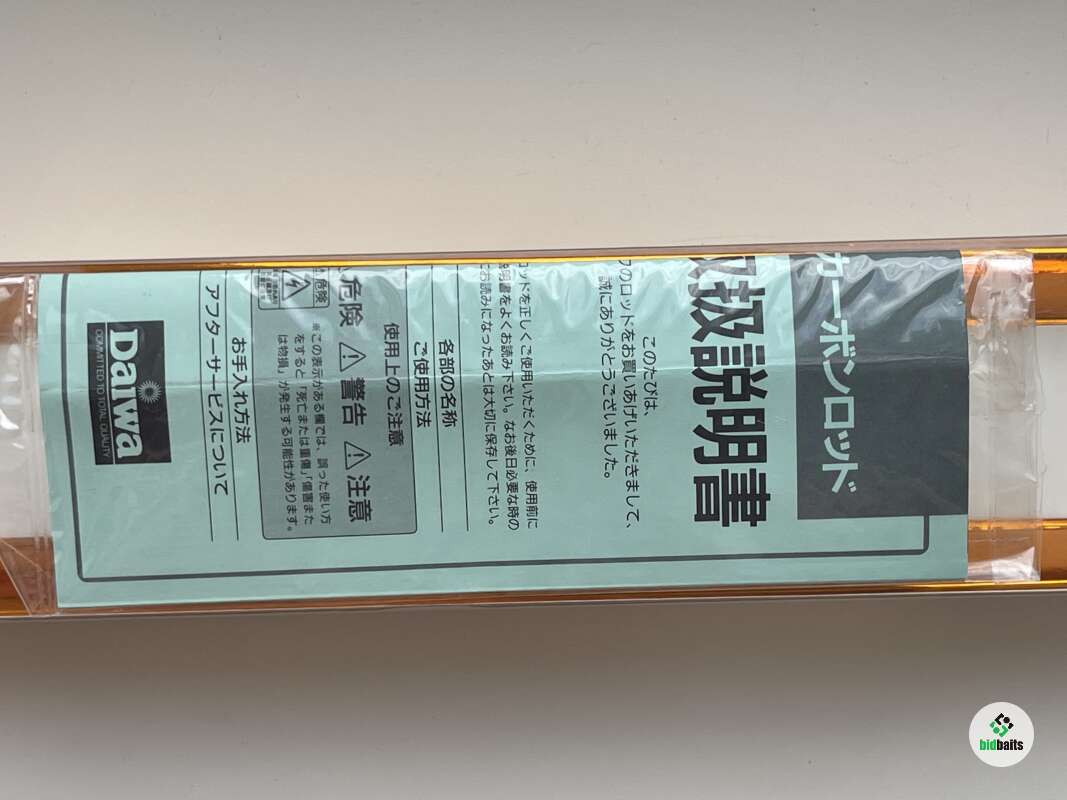 カーボンロッド
取扱説明書
このたびは、
のロッドをお買いあげいただきまして、
誠にありがとうございました。
ロッドを正しくご使用いただくために、使用前に
説明書をよくお読み下さい。なお後日必要な時の
にお読みになったあとは大切に保存して下さい。
各部の名称
ご使用方法
使用上のご注意
危険 警告 注意
危険
※この表示がある欄では、誤った使い方
をすると「死亡または重傷」「傷害また
は物損」が発生する可能性があります。
お手入れ方法
アフターサービスについて
Daiwa
COMMITTED TO TOTAL QUALITY
bidbaits